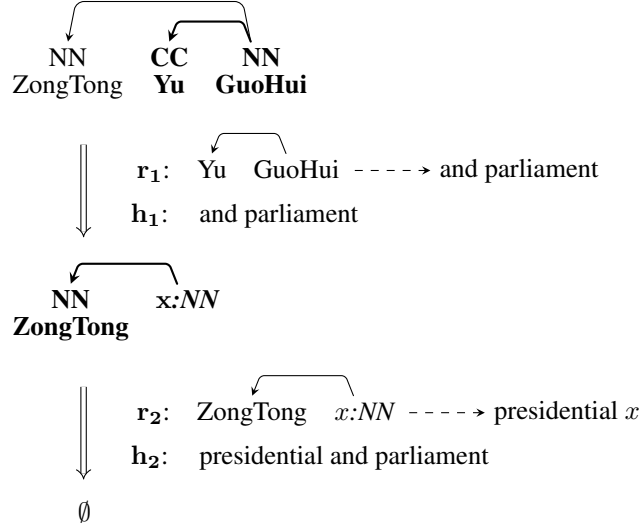 NN CC NN
ZongTong Yu GuoHui
r₁: Yu GuoHui and parliament
h₁: and parliament
NN x:NN
ZongTong
r₂: ZongTong x:NN presidential x
h₂: presidential and parliament
∅